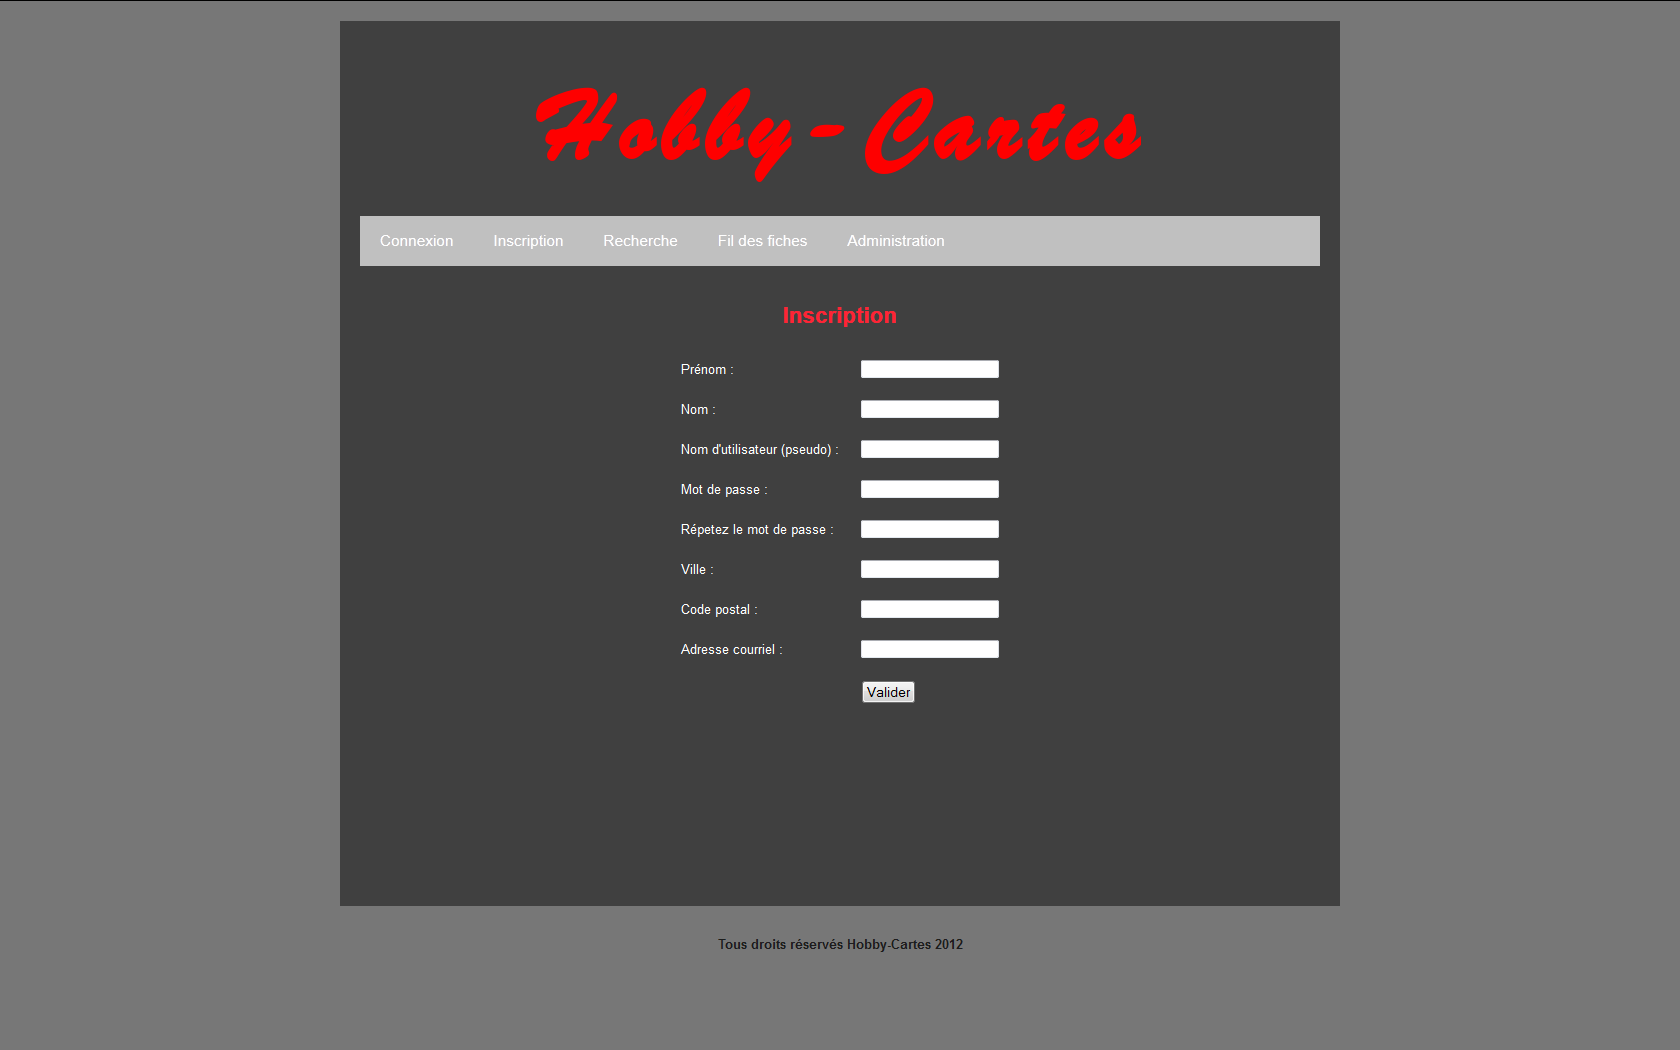 Hobby-Cartes
Connexion Inscription Recherche Fil des fiches Administration
Inscription
Prénom :
Nom :
Nom d'utilisateur (pseudo) :
Mot de passe :
Répetez le mot de passe :
Ville :
Code postal :
Adresse courriel :
Valider
Tous droits réservés Hobby-Cartes 2012